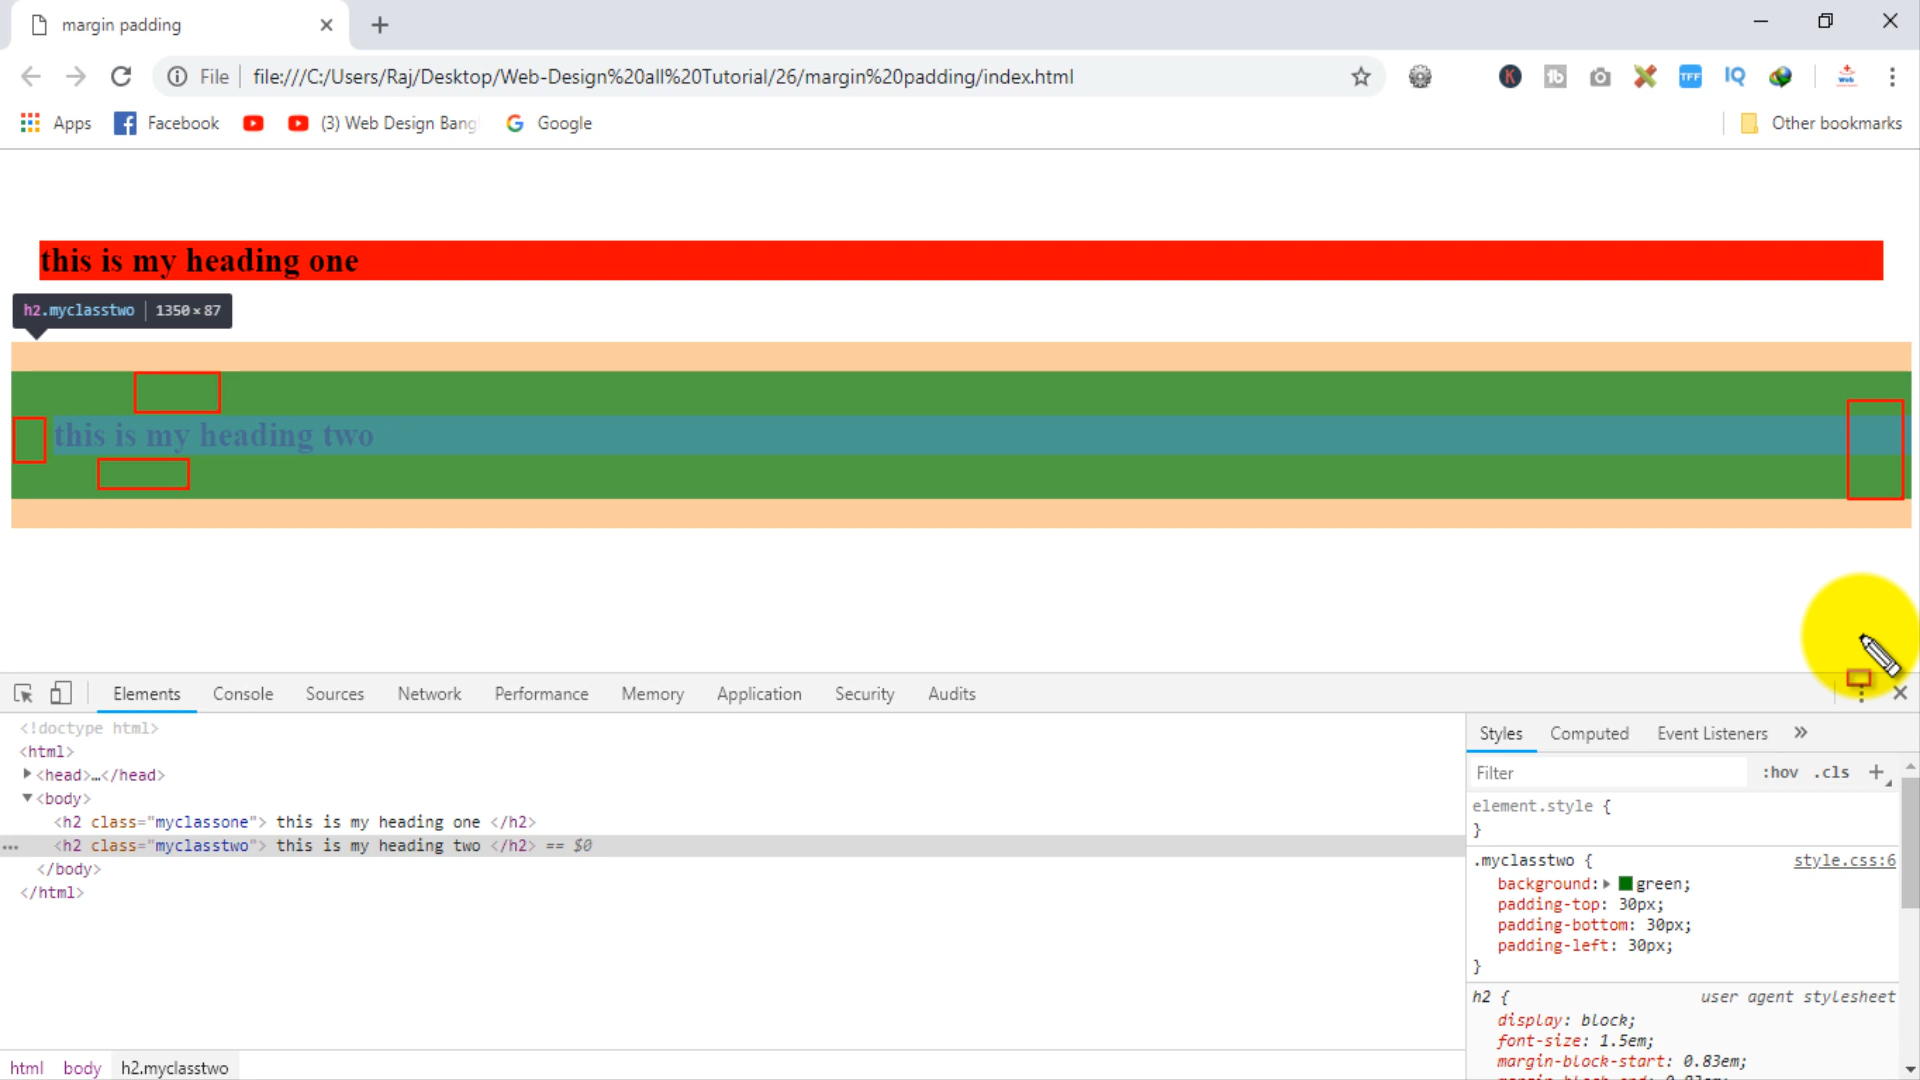 margin padding
File file:///C:/Users/Raj/Desktop/Web-Design%20all%20Tutorial/26/margin%20padding/index.html
K tb TFF IQ Web
Apps Facebook (3) Web Design Bang Google Other bookmarks
this is my heading one
h2.myclasstwo 1350 × 87
this is my heading two
Elements Console Sources Network Performance Memory Application Security Audits
<!doctype html>
<html>
<head>…</head>
<body>
<h2 class="myclassone"> this is my heading one </h2>
<h2 class="myclasstwo"> this is my heading two </h2> == $0
</body>
</html>
html body h2.myclasstwo
Styles Computed Event Listeners »
Filter :hov .cls +
element.style {
}
.myclasstwo { style.css:6
background: green;
padding-top: 30px;
padding-bottom: 30px;
padding-left: 30px;
}
h2 { user agent stylesheet
display: block;
font-size: 1.5em;
margin-block-start: 0.83em;